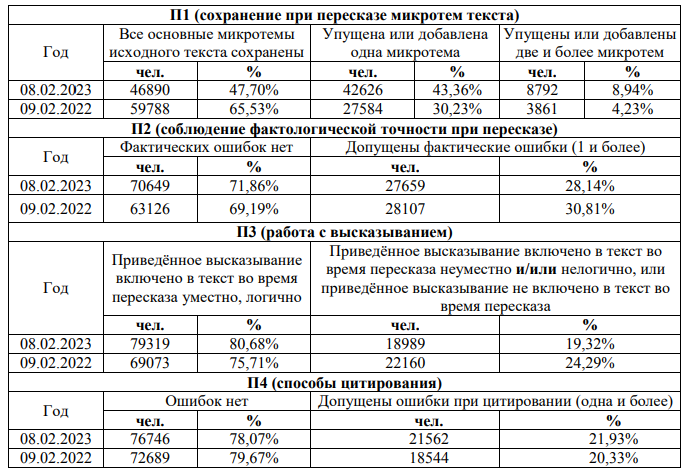 П1 (сохранение при пересказе микротем текста)
Год
Все основные микротемы исходного текста сохранены
Упущена или добавлена одна микротема
Упущены или добавлены две и более микротем
чел. % чел. % чел. %
08.02.2023 46890 47,70% 42626 43,36% 8792 8,94%
09.02.2022 59788 65,53% 27584 30,23% 3861 4,23%
П2 (соблюдение фактологической точности при пересказе)
Год
Фактических ошибок нет Допущены фактические ошибки (1 и более)
чел. % чел. %
08.02.2023 70649 71,86% 27659 28,14%
09.02.2022 63126 69,19% 28107 30,81%
П3 (работа с высказыванием)
Год
Приведённое высказывание
включено в текст во время
пересказа уместно, логично
Приведённое высказывание включено в текст во
время пересказа неуместно и/или нелогично, или
приведённое высказывание не включено в текст во
время пересказа
чел. % чел. %
08.02.2023 79319 80,68% 18989 19,32%
09.02.2022 69073 75,71% 22160 24,29%
П4 (способы цитирования)
Год
Ошибок нет Допущены ошибки при цитировании (одна и более)
чел. % чел. %
08.02.2023 76746 78,07% 21562 21,93%
09.02.2022 72689 79,67% 18544 20,33%